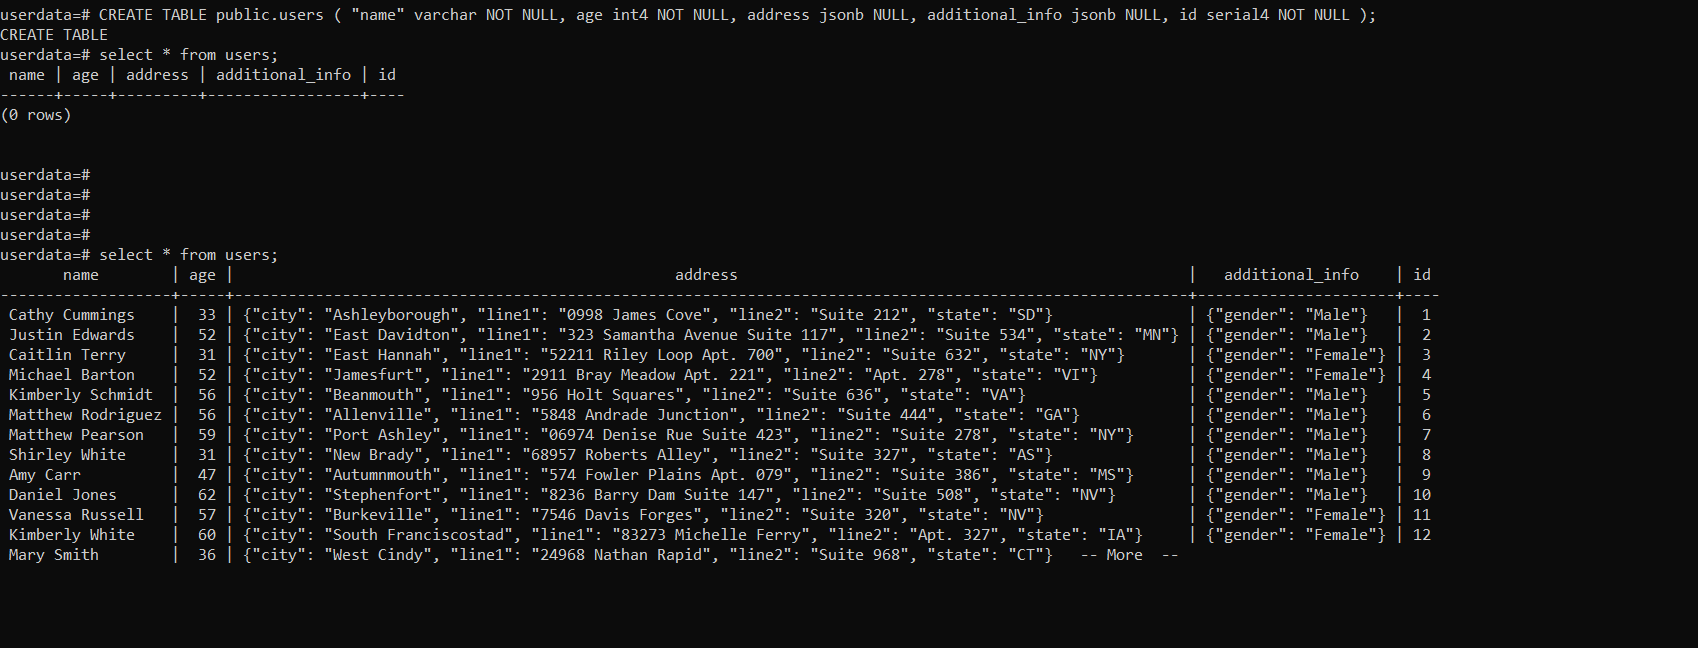 userdata=# CREATE TABLE public.users ( "name" varchar NOT NULL, age int4 NOT NULL, address jsonb NULL, additional_info jsonb NULL, id serial4 NOT NULL );
CREATE TABLE
userdata=# select * from users;
 name | age | address | additional_info | id
------+-----+---------+-----------------+----
(0 rows)


userdata=#
userdata=#
userdata=#
userdata=#
userdata=# select * from users;
       name        | age |                                                 address                                                  |   additional_info    | id
-------------------+-----+----------------------------------------------------------------------------------------------------------+----------------------+----
 Cathy Cummings    |  33 | {"city": "Ashleyborough", "line1": "0998 James Cove", "line2": "Suite 212", "state": "SD"}               | {"gender": "Male"}   |  1
 Justin Edwards    |  52 | {"city": "East Davidton", "line1": "323 Samantha Avenue Suite 117", "line2": "Suite 534", "state": "MN"} | {"gender": "Male"}   |  2
 Caitlin Terry     |  31 | {"city": "East Hannah", "line1": "52211 Riley Loop Apt. 700", "line2": "Suite 632", "state": "NY"}       | {"gender": "Female"} |  3
 Michael Barton    |  52 | {"city": "Jamesfurt", "line1": "2911 Bray Meadow Apt. 221", "line2": "Apt. 278", "state": "VI"}          | {"gender": "Female"} |  4
 Kimberly Schmidt  |  56 | {"city": "Beanmouth", "line1": "956 Holt Squares", "line2": "Suite 636", "state": "VA"}                  | {"gender": "Male"}   |  5
 Matthew Rodriguez |  56 | {"city": "Allenville", "line1": "5848 Andrade Junction", "line2": "Suite 444", "state": "GA"}            | {"gender": "Male"}   |  6
 Matthew Pearson   |  59 | {"city": "Port Ashley", "line1": "06974 Denise Rue Suite 423", "line2": "Suite 278", "state": "NY"}      | {"gender": "Male"}   |  7
 Shirley White     |  31 | {"city": "New Brady", "line1": "68957 Roberts Alley", "line2": "Suite 327", "state": "AS"}               | {"gender": "Male"}   |  8
 Amy Carr          |  47 | {"city": "Autumnmouth", "line1": "574 Fowler Plains Apt. 079", "line2": "Suite 386", "state": "MS"}      | {"gender": "Male"}   |  9
 Daniel Jones      |  62 | {"city": "Stephenfort", "line1": "8236 Barry Dam Suite 147", "line2": "Suite 508", "state": "NV"}        | {"gender": "Male"}   | 10
 Vanessa Russell   |  57 | {"city": "Burkeville", "line1": "7546 Davis Forges", "line2": "Suite 320", "state": "NV"}                | {"gender": "Female"} | 11
 Kimberly White    |  60 | {"city": "South Franciscostad", "line1": "83273 Michelle Ferry", "line2": "Apt. 327", "state": "IA"}     | {"gender": "Female"} | 12
 Mary Smith        |  36 | {"city": "West Cindy", "line1": "24968 Nathan Rapid", "line2": "Suite 968", "state": "CT"}   -- More  --